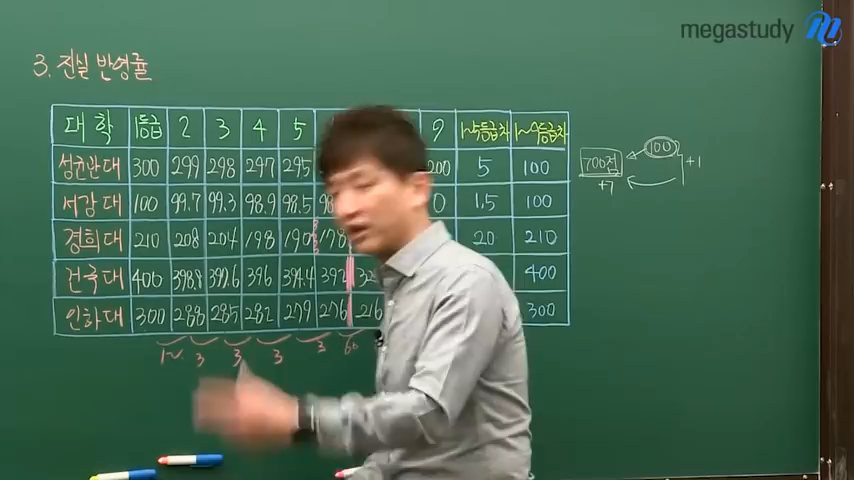 megastudy
3. 진실 반영률
대학 1등급 2 3 4 5 9 1~5등급차 1~9등급차
성균관대 300 299 298 297 295 200 5 100
서강대 100 99.7 99.3 98.9 98.5 0 1.5 100
경희대 210 208 204 198 190 178 20 210
건국대 400 398.8 397.6 396 394.4 392 400
인하대 300 288 285 282 279 276 216 300
700점 100
+1
+7
3 3 3 3 60